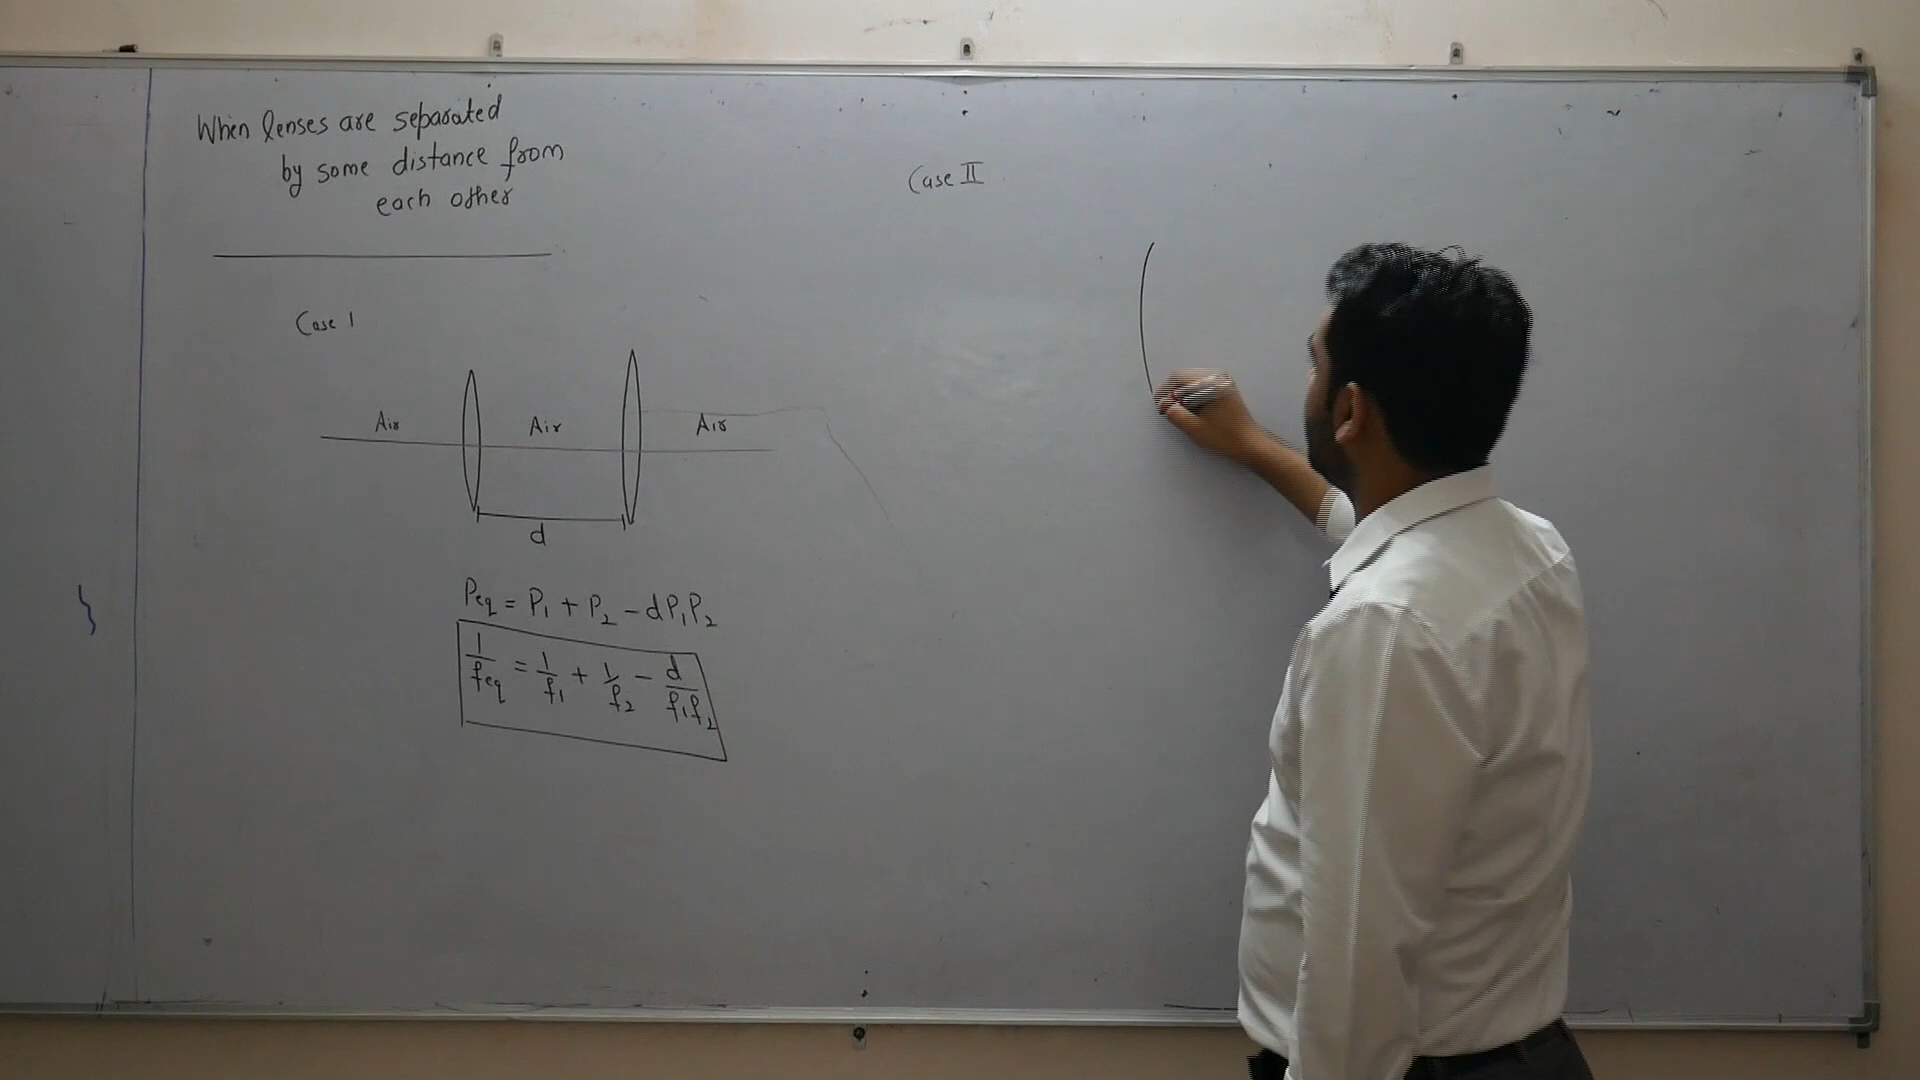 When lenses are separated
by some distance from
each other
Case 1
Air Air Air
d
Peq = P₁ + P₂ - dP₁P₂
1/feq = 1/f₁ + 1/f₂ - d/f₁f₂
Case II